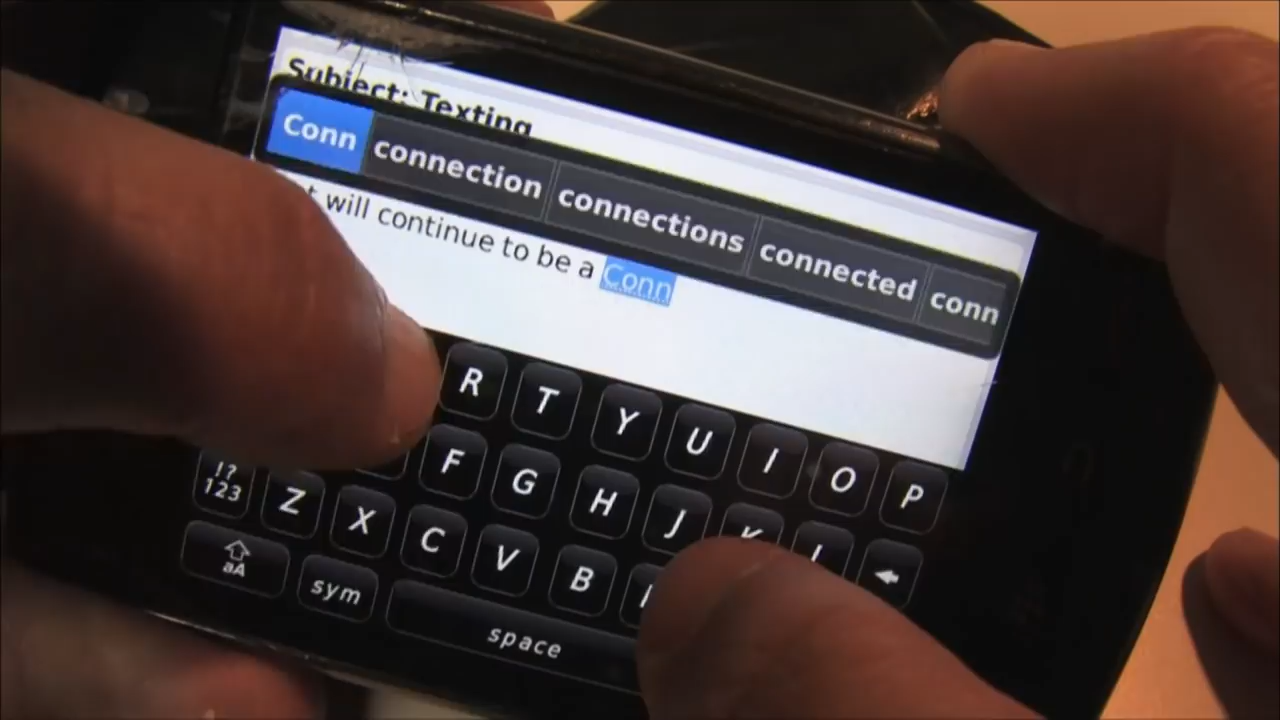 Subject: Texting
Conn connection connections connected conn
will continue to be a Conn
R T Y U I O P
F G H J K L
!?
123 Z X C V B
aA sym space